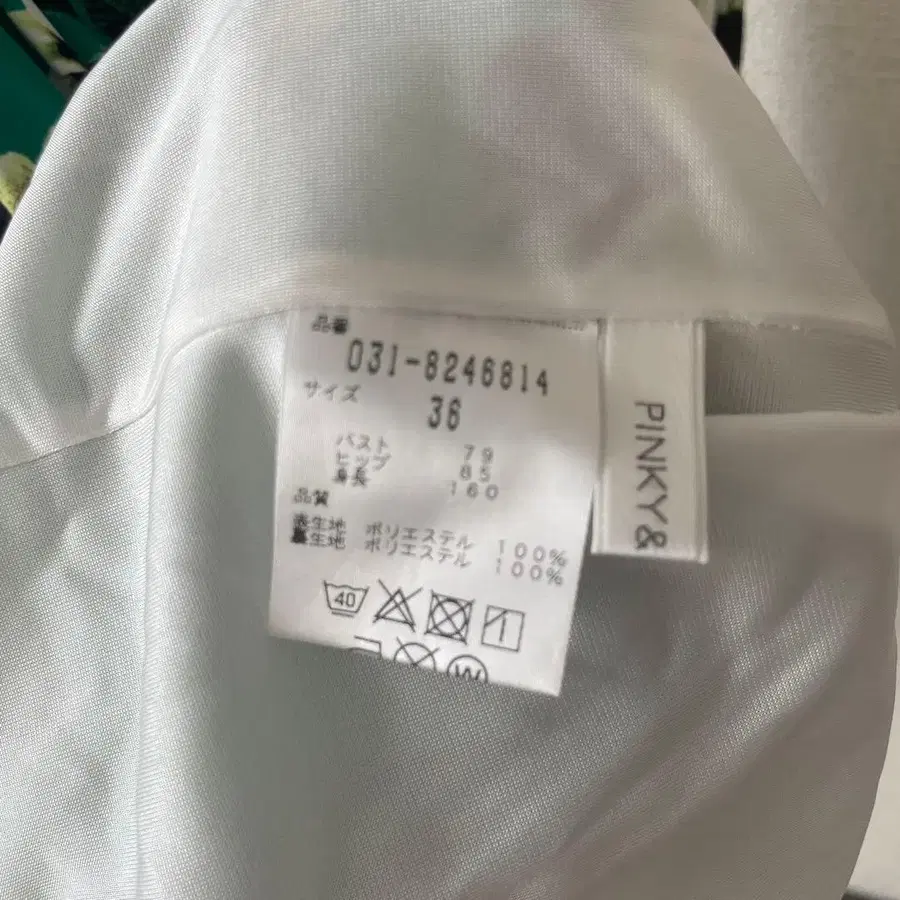 品番
031-8246814
サイズ
36
バスト 79
ヒップ 85
身長 160
品質
表生地 ポリエステル 100%
裏生地 ポリエステル 100%
40
W
PINKY&